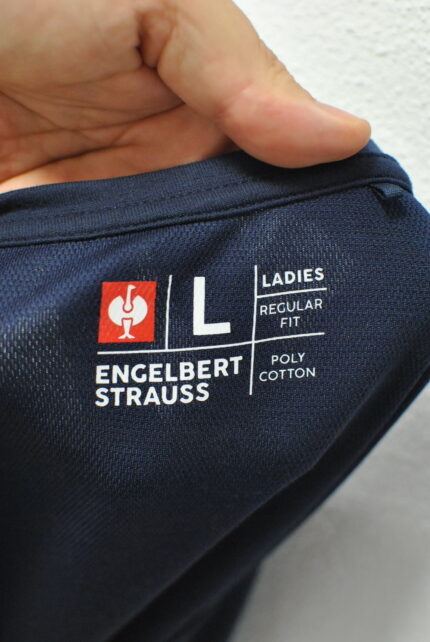 L
LADIES
REGULAR
FIT
ENGELBERT
STRAUSS
POLY
COTTON